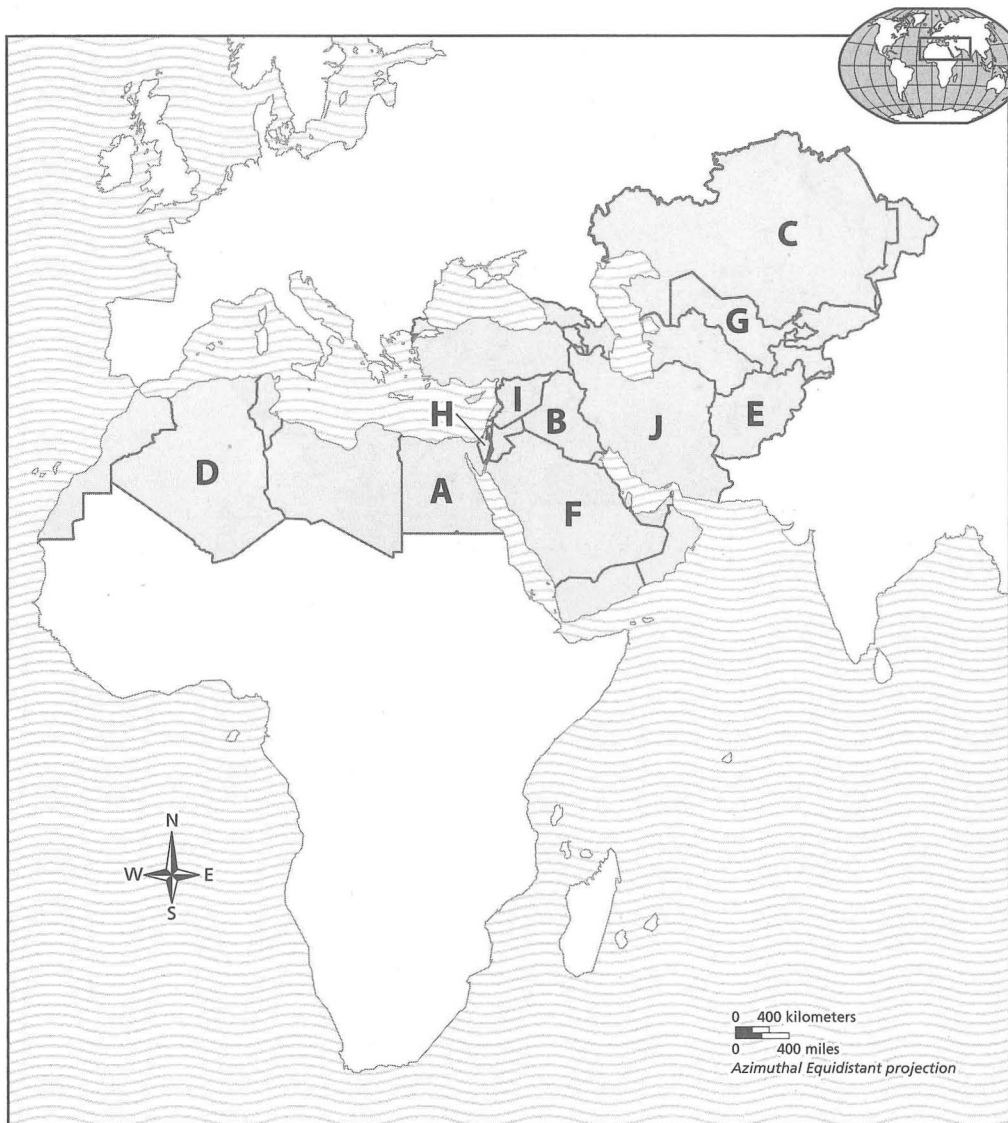 C
G
I
H
B
J
E
D
A
F
N
W E
S
0 400 kilometers
0 400 miles
Azimuthal Equidistant projection